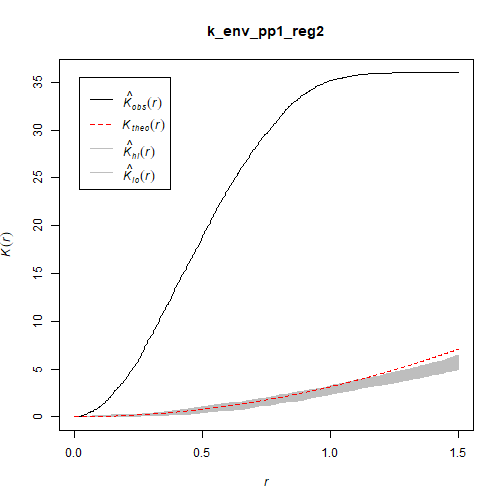 k_env_pp1_reg2
K̂obs(r)
Ktheo(r)
K̂hi(r)
K̂lo(r)
K(r)
35
30
25
20
15
10
5
0
0.0 0.5 1.0 1.5
r